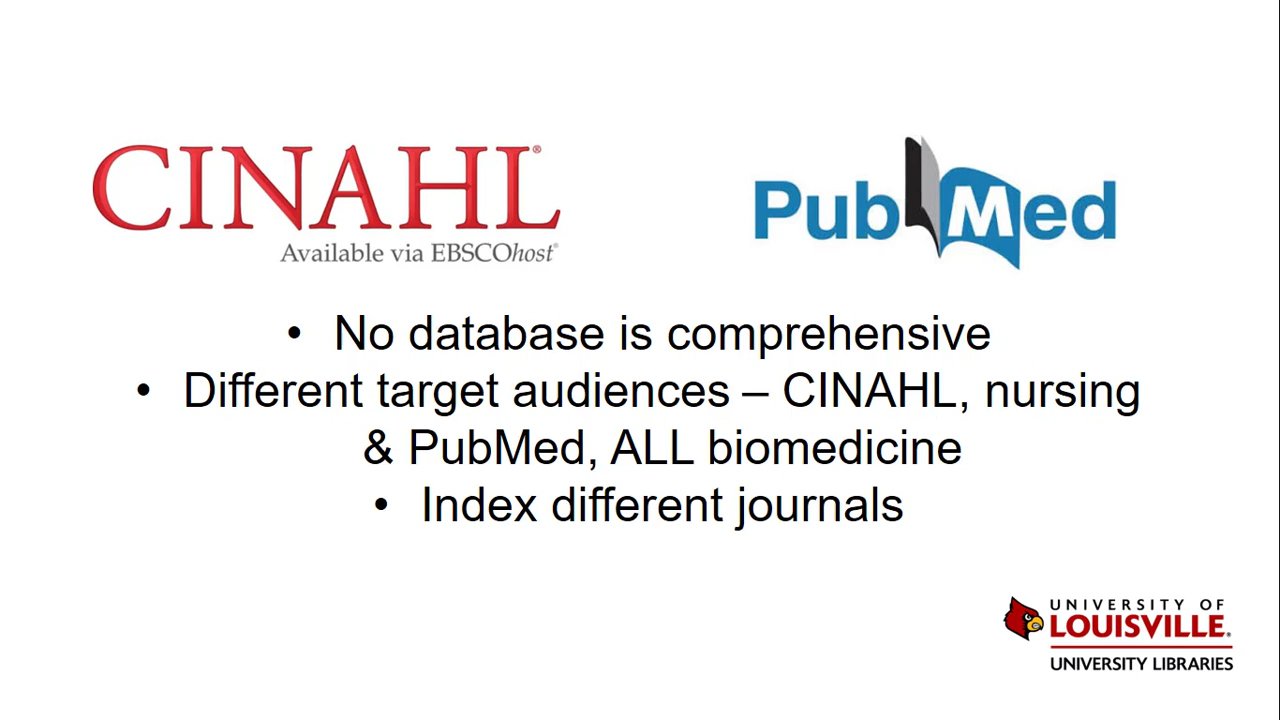 CINAHL®
Available via EBSCOhost®
PubMed
• No database is comprehensive
• Different target audiences – CINAHL, nursing
& PubMed, ALL biomedicine
• Index different journals
UNIVERSITY OF
LOUISVILLE®
UNIVERSITY LIBRARIES